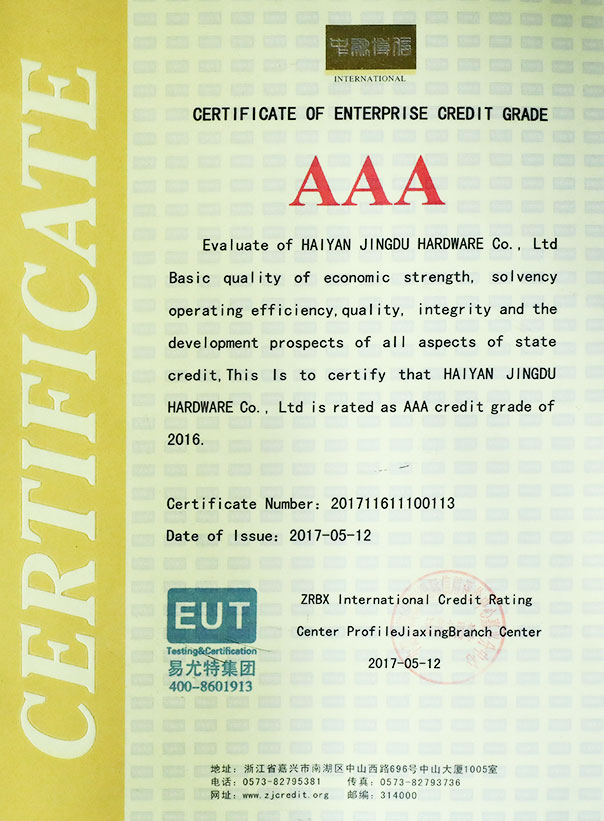 CERTIFICATE
INTERNATIONAL
CERTIFICATE OF ENTERPRISE CREDIT GRADE
AAA
Evaluate of HAIYAN JINGDU HARDWARE Co., Ltd
Basic quality of economic strength, solvency
operating efficiency,quality, integrity and the
development prospects of all aspects of state
credit,This Is to certify that HAIYAN JINGDU
HARDWARE Co., Ltd is rated as AAA credit grade of
2016.
Certificate Number: 201711611100113
Date of Issue: 2017-05-12
EUT
Testing&Certification
易尤特集团
400-8601913
ZRBX International Credit Rating
Center ProfileJiaxingBranch Center
2017-05-12
地址: 浙江省嘉兴市南湖区中山西路696号中山大厦1005室
电话: 0573-82795381 传真: 0573-82793736
网址: www.zjcredit.org 邮编: 314000